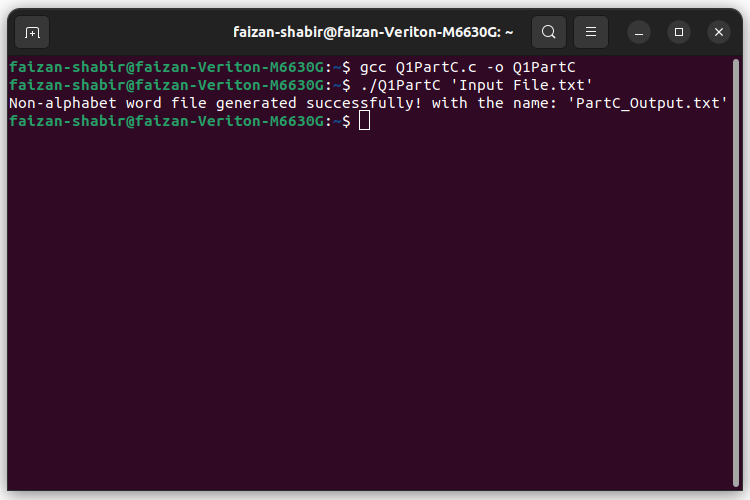 faizan-shabir@faizan-Veriton-M6630G: ~
faizan-shabir@faizan-Veriton-M6630G:~$ gcc Q1PartC.c -o Q1PartC
faizan-shabir@faizan-Veriton-M6630G:~$ ./Q1PartC 'Input File.txt'
Non-alphabet word file generated successfully! with the name: 'PartC_Output.txt'
faizan-shabir@faizan-Veriton-M6630G:~$